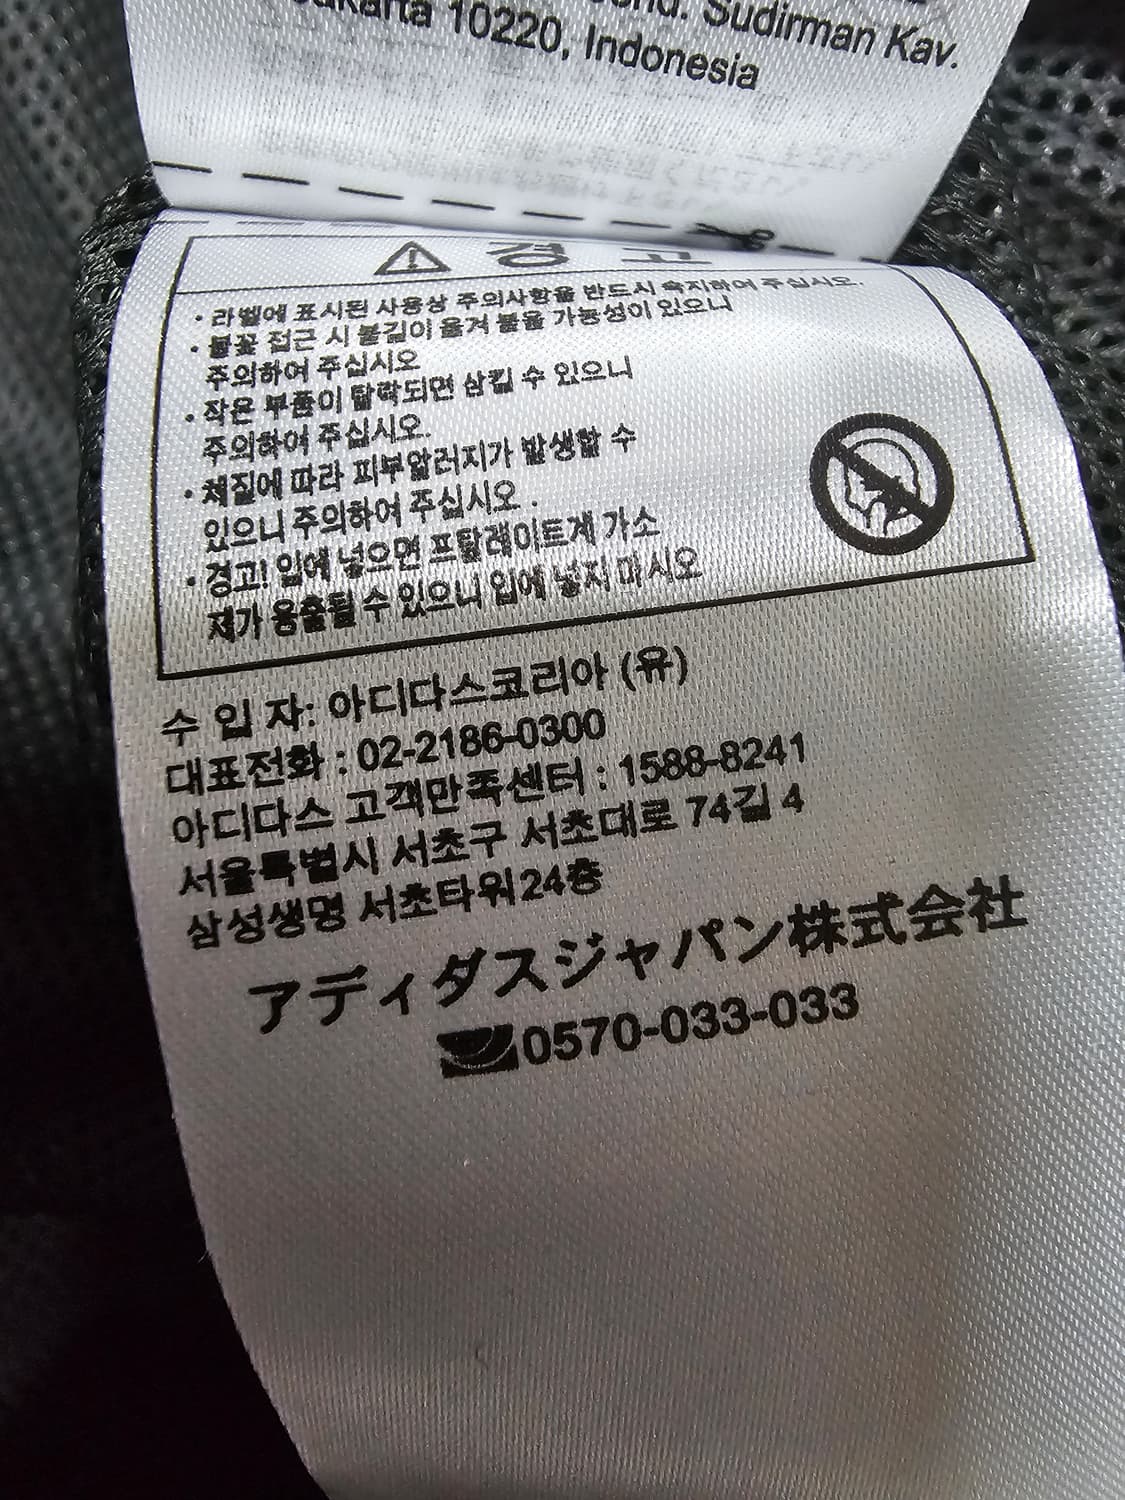 Jend. Sudirman Kav.
Jakarta 10220, Indonesia
경 고
· 라벨에 표시된 사용상 주의사항을 반드시 숙지하여 주십시오.
· 불꽃 접근 시 불길이 옮겨 붙을 가능성이 있으니
주의하여 주십시오
· 작은 부품이 탈락되면 삼킬 수 있으니
주의하여 주십시오.
· 체질에 따라 피부알러지가 발생할 수
있으니 주의하여 주십시오 .
· 경고! 입에 넣으면 프탈레이트계 가소
제가 용출될 수 있으니 입에 넣지 마시오
수 입 자: 아디다스코리아 (유)
대표전화 : 02-2186-0300
아디다스 고객만족센터 : 1588-8241
서울특별시 서초구 서초대로 74길 4
삼성생명 서초타워24층
アディダスジャパン株式会社
0570-033-033